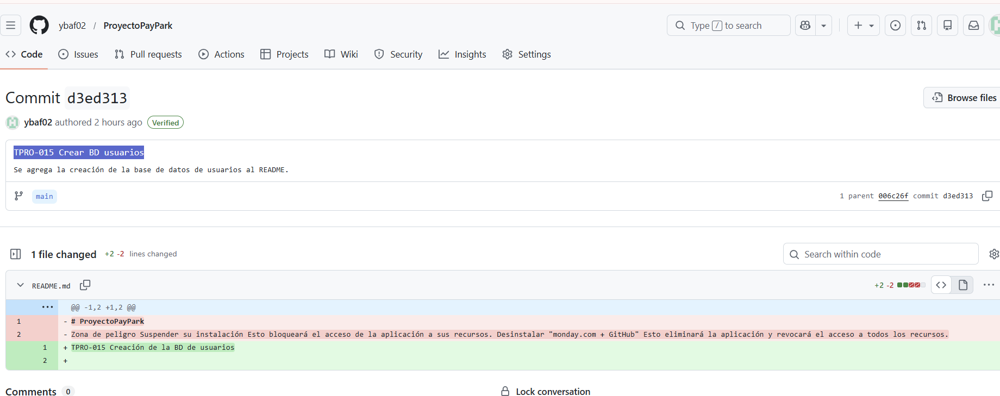 ybaf02 / ProyectoPayPark
Type / to search
Code Issues Pull requests Actions Projects Wiki Security Insights Settings
Commit d3ed313
Browse files
ybaf02 authored 2 hours ago Verified
TPRO-015 Crear BD usuarios
Se agrega la creación de la base de datos de usuarios al README.
main
1 parent 006c26f commit d3ed313
1 file changed +2 -2 lines changed
Search within code
README.md
+2 -2
@@ -1,2 +1,2 @@
1 - # ProyectoPayPark
2 - Zona de peligro Suspender su instalación Esto bloqueará el acceso de la aplicación a sus recursos. Desinstalar "monday.com + GitHub" Esto eliminará la aplicación y revocará el acceso a todos los recursos.
1 + TPRO-015 Creación de la BD de usuarios
2 +
Comments 0
Lock conversation